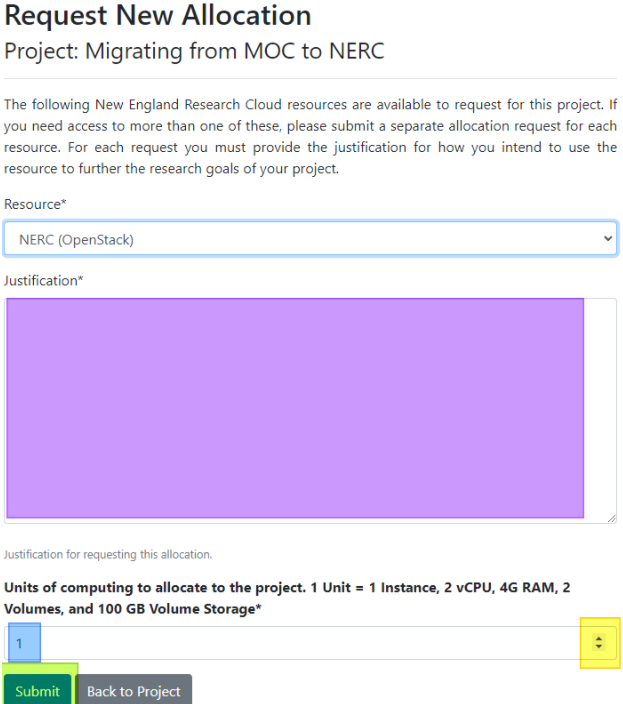 Request New Allocation
Project: Migrating from MOC to NERC
The following New England Research Cloud resources are available to request for this project. If
you need access to more than one of these, please submit a separate allocation request for each
resource. For each request you must provide the justification for how you intend to use the
resource to further the research goals of your project.
Resource*
NERC (OpenStack)
Justification*
Justification for requesting this allocation.
Units of computing to allocate to the project. 1 Unit = 1 Instance, 2 vCPU, 4G RAM, 2
Volumes, and 100 GB Volume Storage*
1
Submit Back to Project